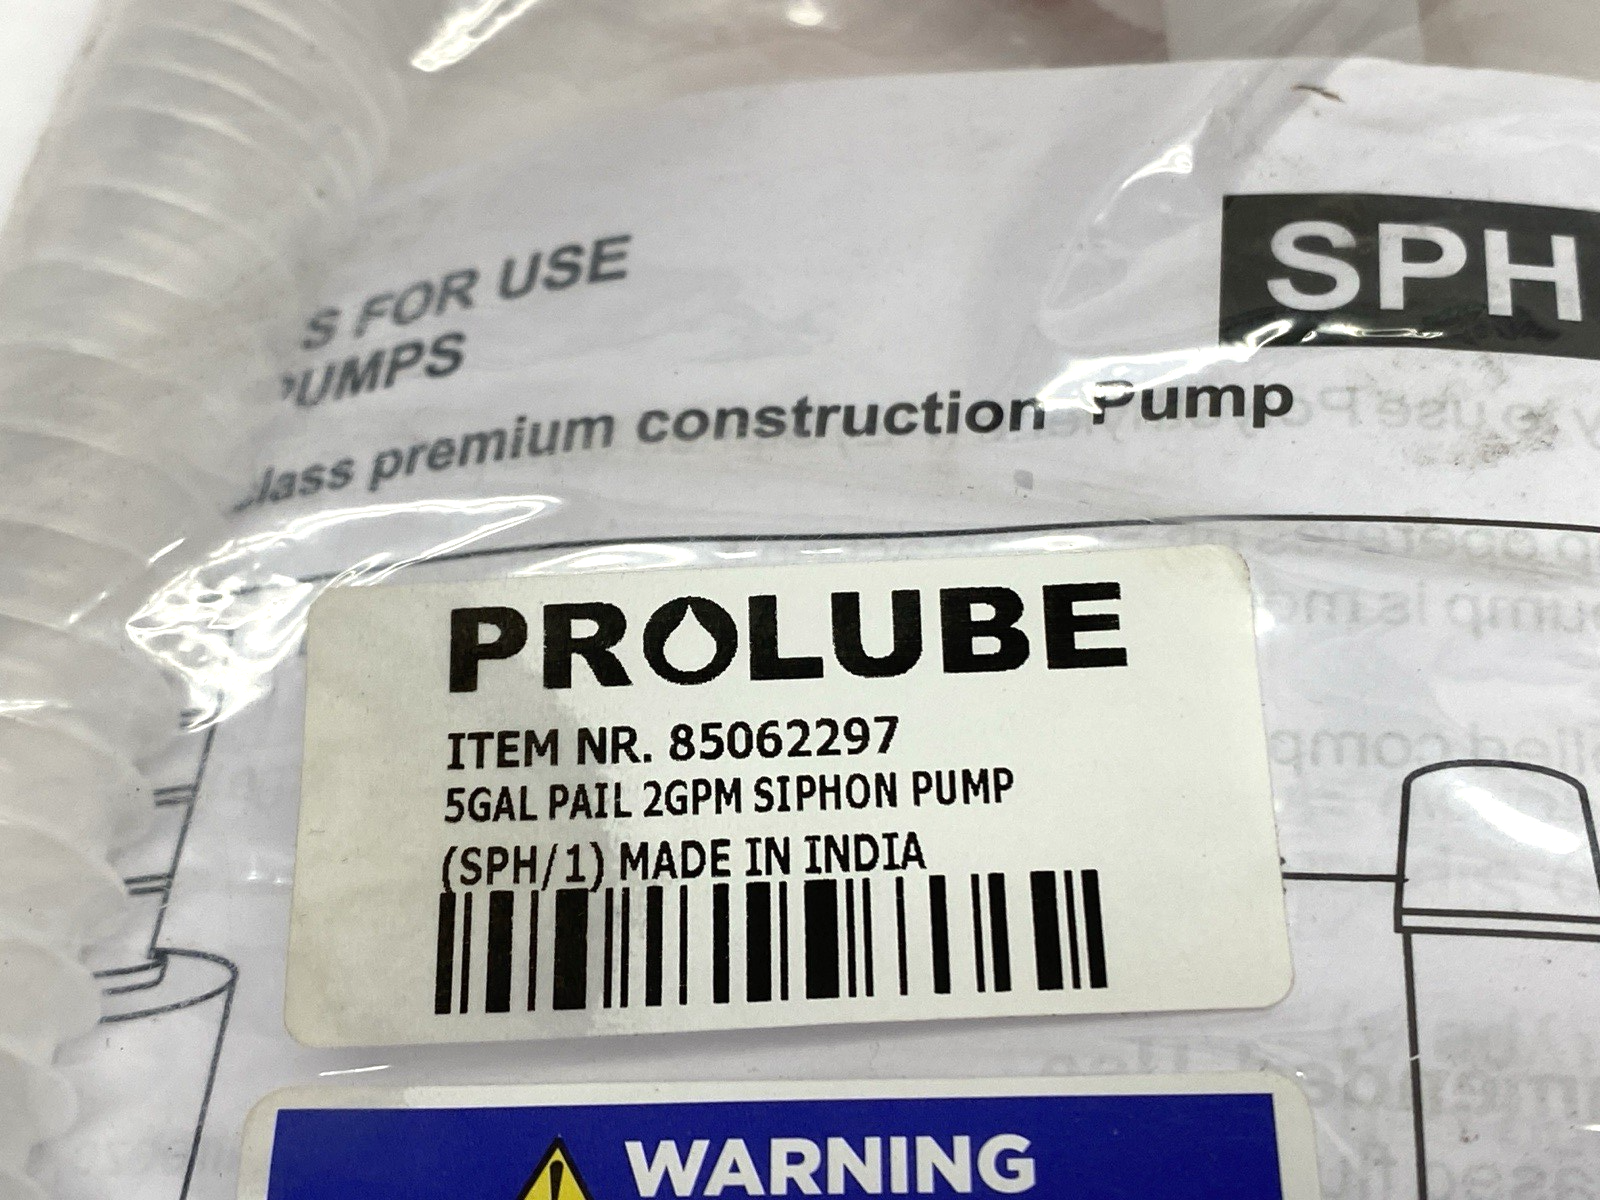 S FOR USE
PUMPS
SPH
class premium construction Pump
PROLUBE
ITEM NR. 85062297
5GAL PAIL 2GPM SIPHON PUMP
(SPH/1) MADE IN INDIA
WARNING